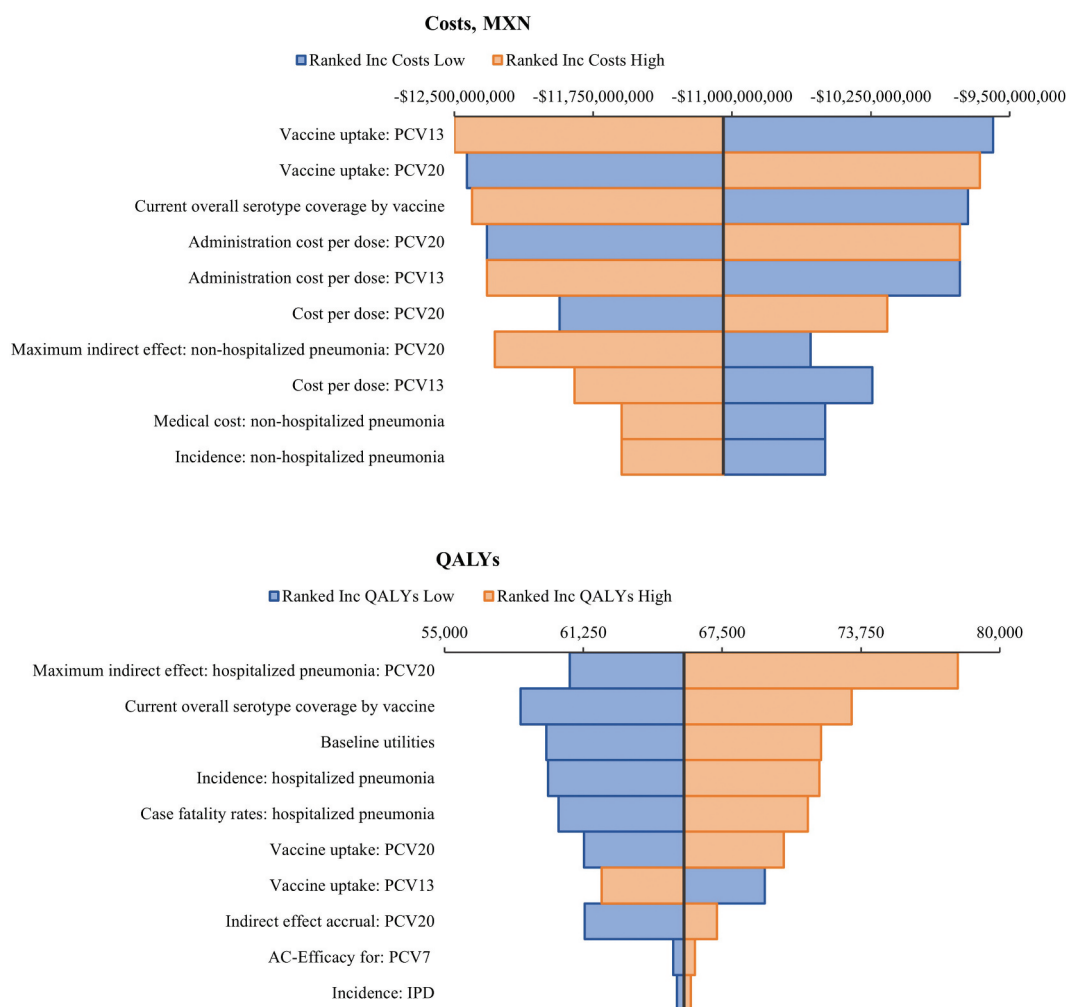 Costs, MXN
Ranked Inc Costs Low Ranked Inc Costs High
-$12,500,000,000 -$11,750,000,000 -$11,000,000,000 -$10,250,000,000 -$9,500,000,000
Vaccine uptake: PCV13
Vaccine uptake: PCV20
Current overall serotype coverage by vaccine
Administration cost per dose: PCV20
Administration cost per dose: PCV13
Cost per dose: PCV20
Maximum indirect effect: non-hospitalized pneumonia: PCV20
Cost per dose: PCV13
Medical cost: non-hospitalized pneumonia
Incidence: non-hospitalized pneumonia
QALYs
Ranked Inc QALYs Low Ranked Inc QALYs High
55,000 61,250 67,500 73,750 80,000
Maximum indirect effect: hospitalized pneumonia: PCV20
Current overall serotype coverage by vaccine
Baseline utilities
Incidence: hospitalized pneumonia
Case fatality rates: hospitalized pneumonia
Vaccine uptake: PCV20
Vaccine uptake: PCV13
Indirect effect accrual: PCV20
AC-Efficacy for: PCV7
Incidence: IPD